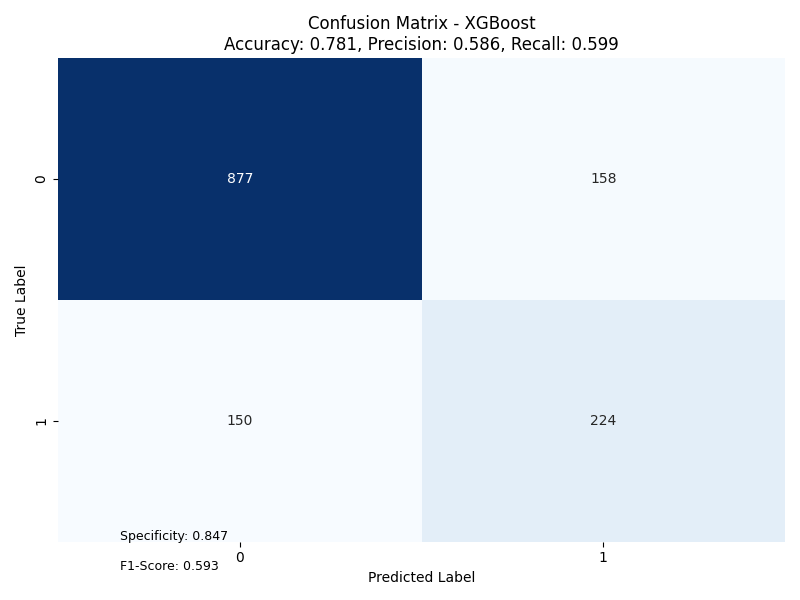 Confusion Matrix - XGBoost
Accuracy: 0.781, Precision: 0.586, Recall: 0.599
True Label
0
877
158
1
150
224
Specificity: 0.847
0
1
F1-Score: 0.593
Predicted Label